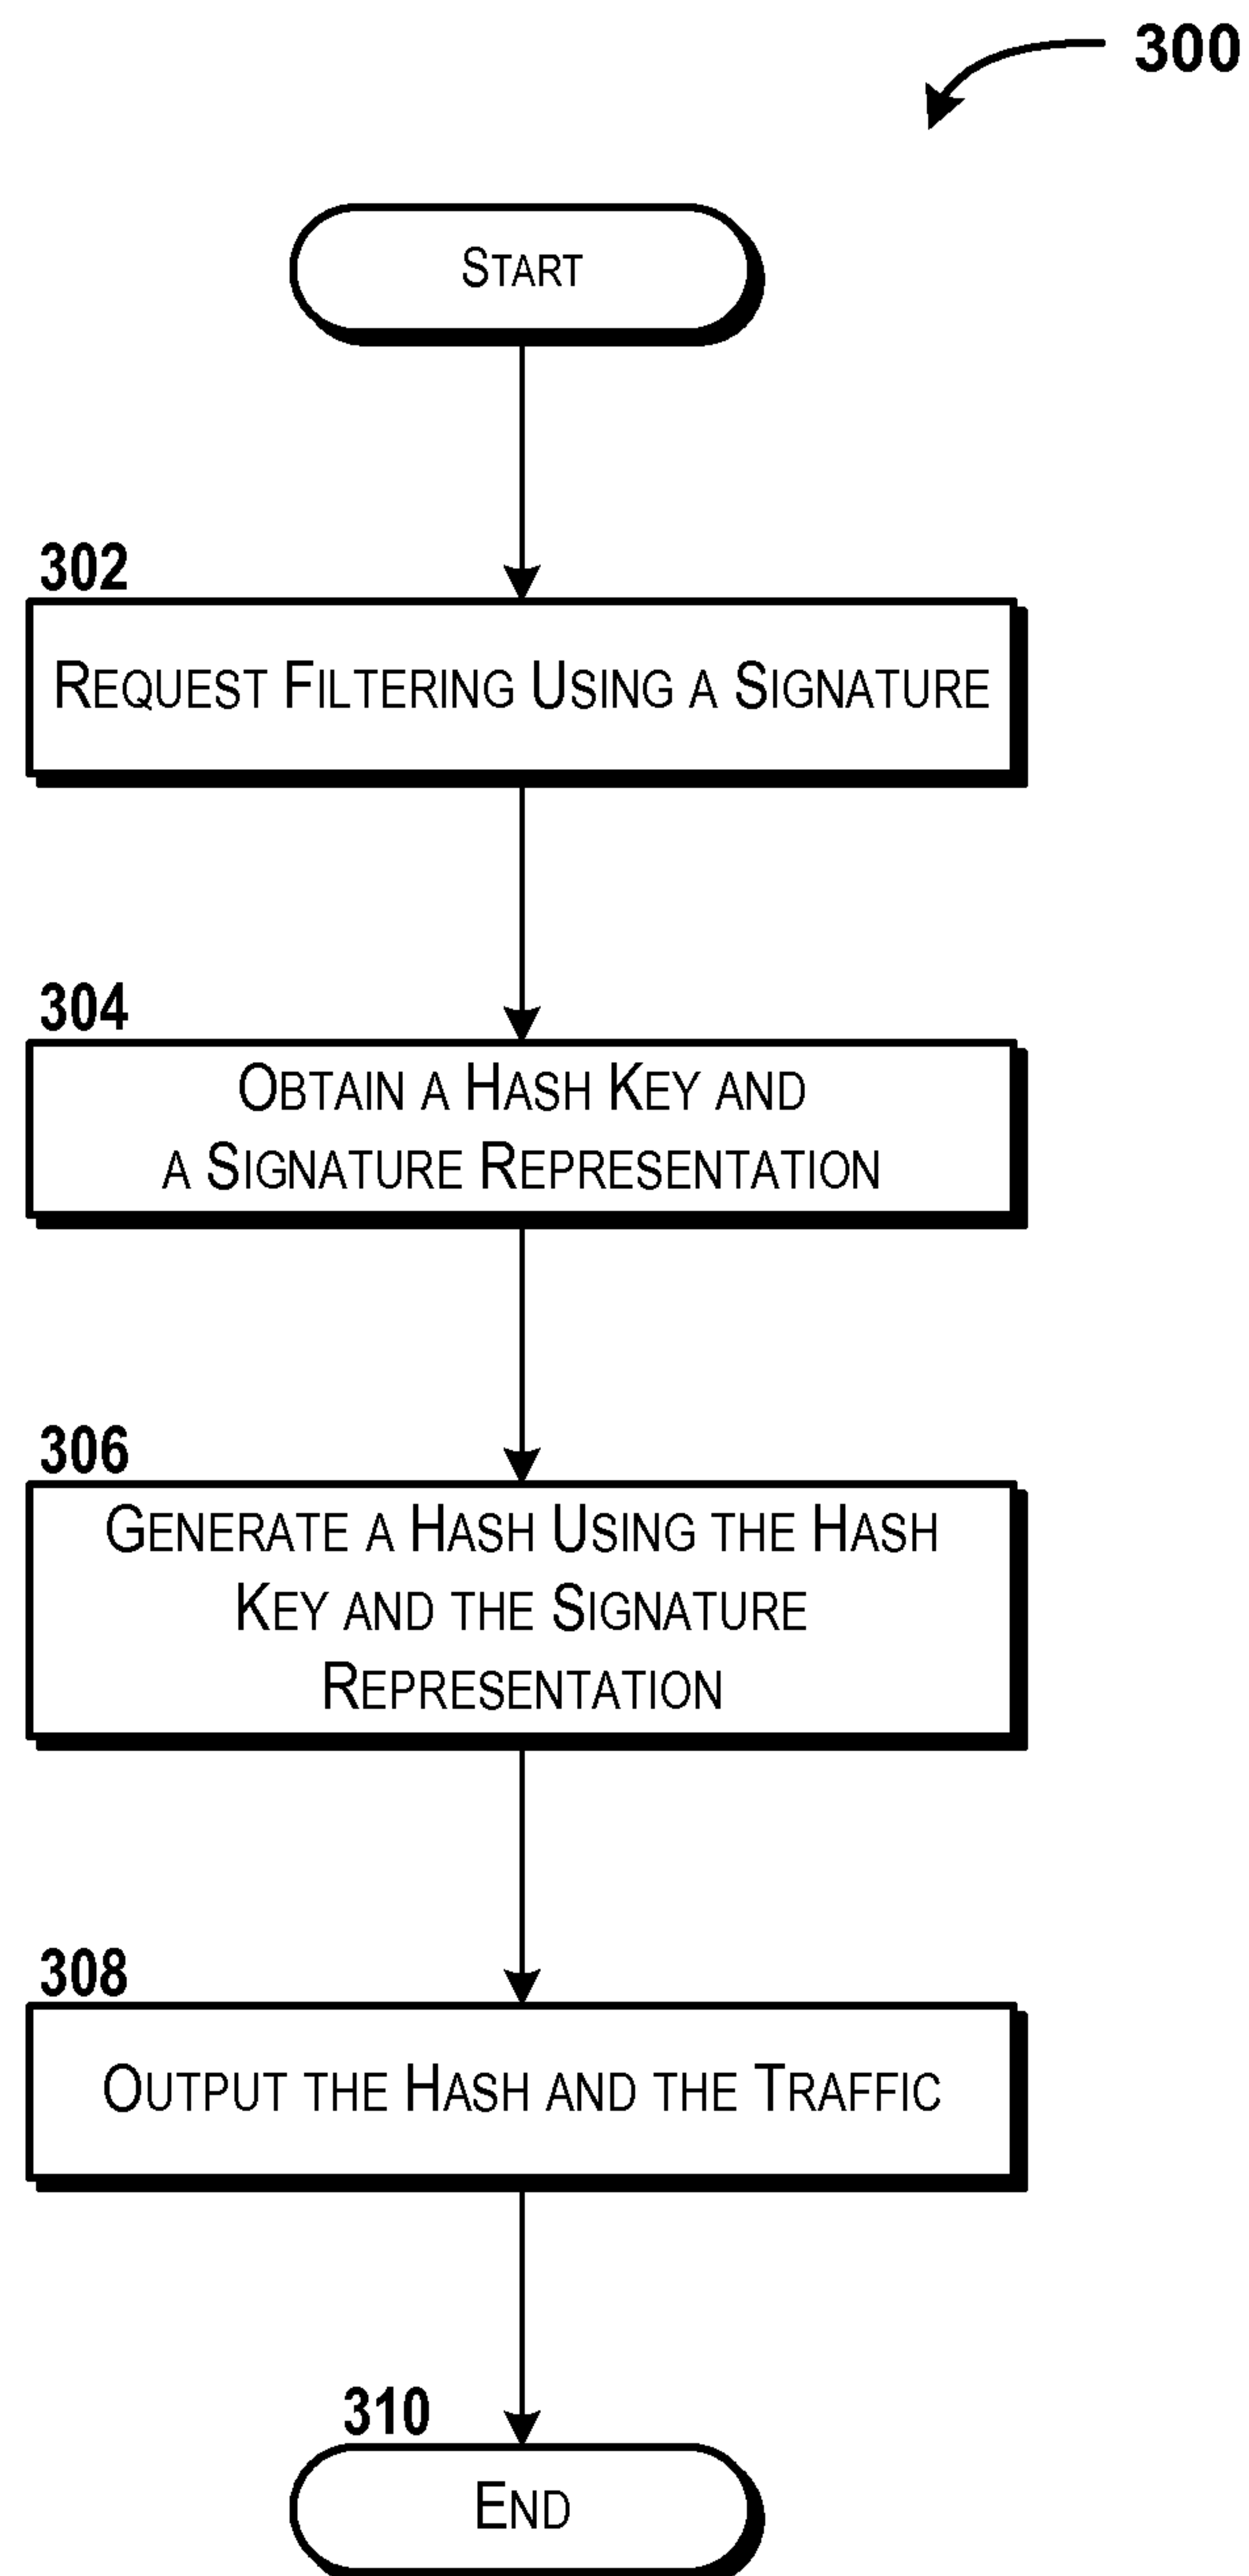 300
START
302
REQUEST FILTERING USING A SIGNATURE
304
OBTAIN A HASH KEY AND
A SIGNATURE REPRESENTATION
306
GENERATE A HASH USING THE HASH
KEY AND THE SIGNATURE
REPRESENTATION
308
OUTPUT THE HASH AND THE TRAFFIC
310
END